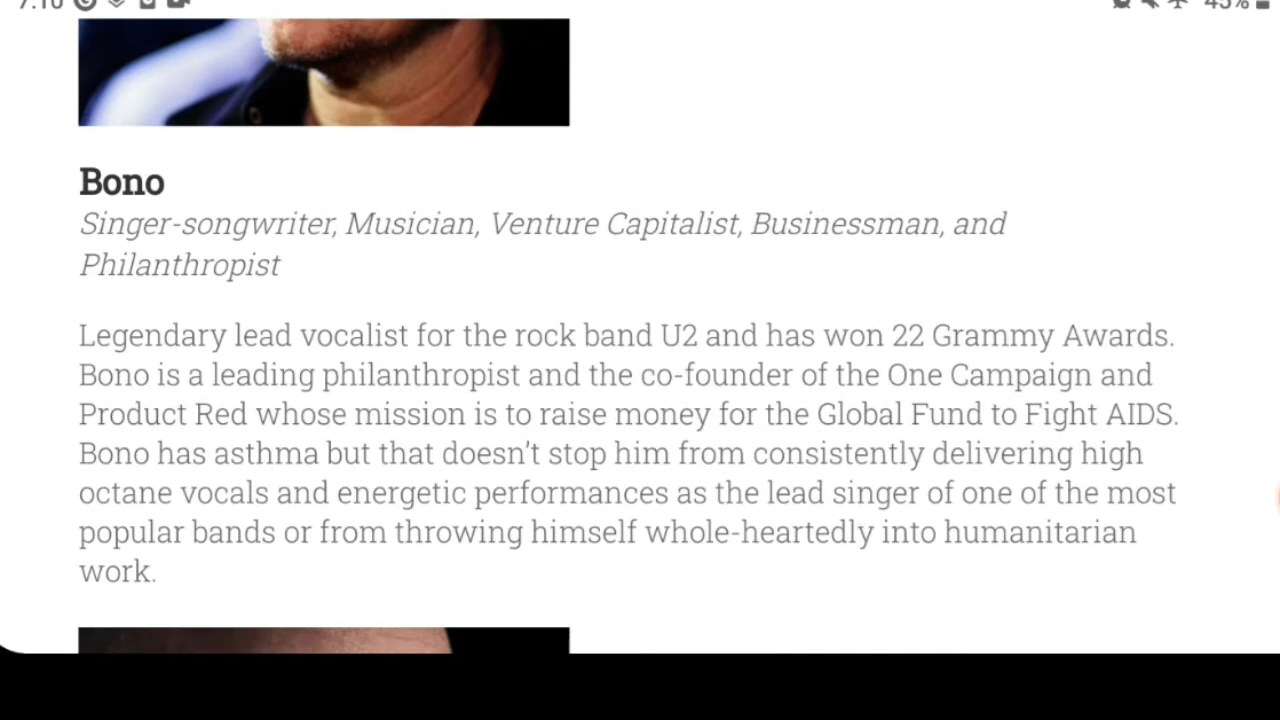 7:10
45%
Bono
Singer-songwriter, Musician, Venture Capitalist, Businessman, and
Philanthropist
Legendary lead vocalist for the rock band U2 and has won 22 Grammy Awards.
Bono is a leading philanthropist and the co-founder of the One Campaign and
Product Red whose mission is to raise money for the Global Fund to Fight AIDS.
Bono has asthma but that doesn’t stop him from consistently delivering high
octane vocals and energetic performances as the lead singer of one of the most
popular bands or from throwing himself whole-heartedly into humanitarian
work.